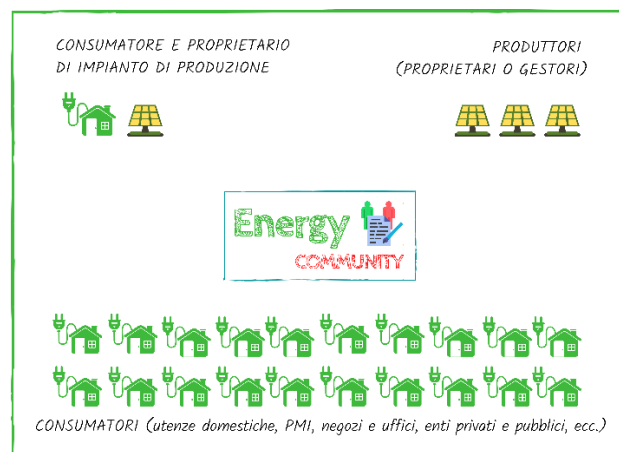 CONSUMATORE E PROPRIETARIO
DI IMPIANTO DI PRODUZIONE
PRODUTTORI
(PROPRIETARI O GESTORI)
Energy
COMMUNITY
CONSUMATORI (utenze domestiche, PMI, negozi e uffici, enti privati e pubblici, ecc.)